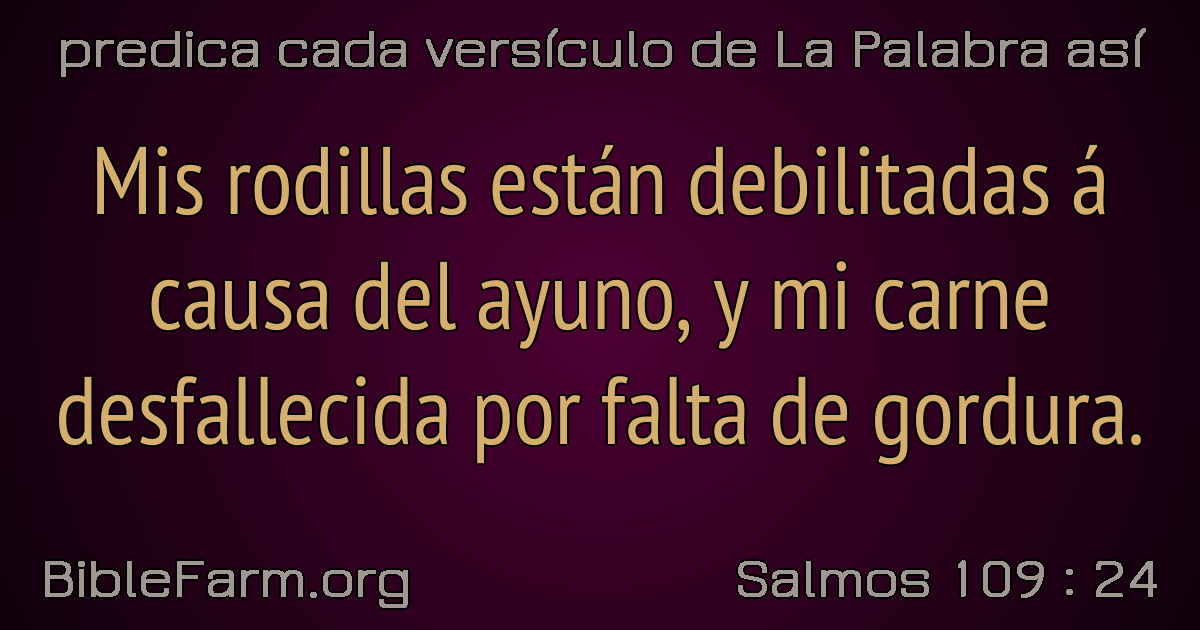 predica cada versículo de La Palabra así
Mis rodillas están debilitadas á
causa del ayuno, y mi carne
desfallecida por falta de gordura.
BibleFarm.org
Salmos 109 : 24